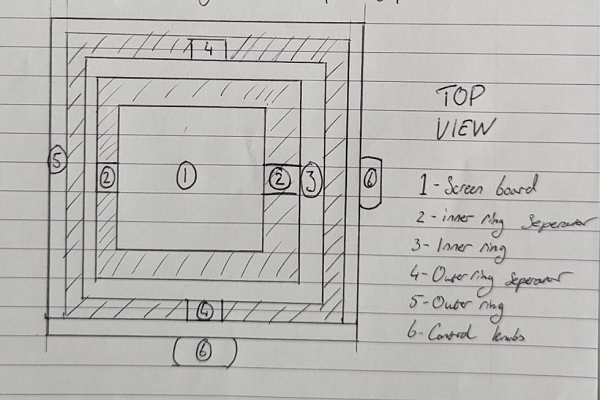 4
TOP
VIEW
5
2
1
2
3
6
1 - Screen board
2 - inner ring Seperator
3 - Inner ring
4 - Outer ring Seperator
5 - Outer ring
6 - Control knobs
4
6